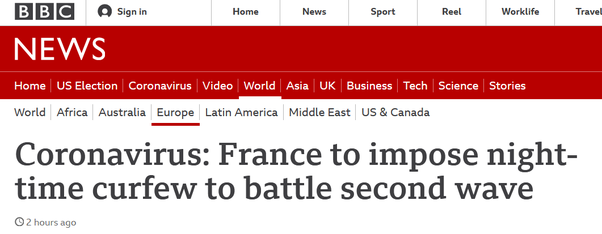 BBC Sign in Home News Sport Reel Worklife Travel
NEWS
Home US Election Coronavirus Video World Asia UK Business Tech Science Stories
World Africa Australia Europe Latin America Middle East US & Canada
Coronavirus: France to impose night-
time curfew to battle second wave
2 hours ago